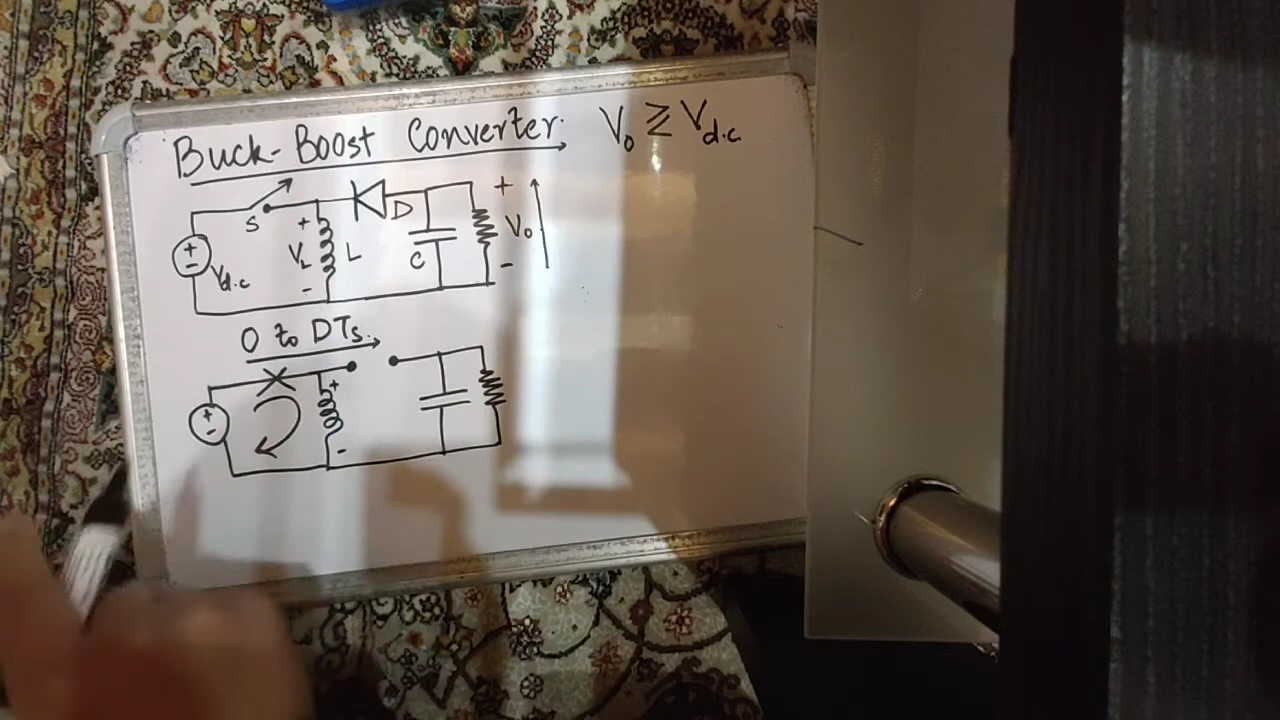 Buck-Boost Converter. V₀ ≷ Vd.c
S + VL - L D C + V₀ -
+ - Vd.c
0 to DTs.
+ - + -